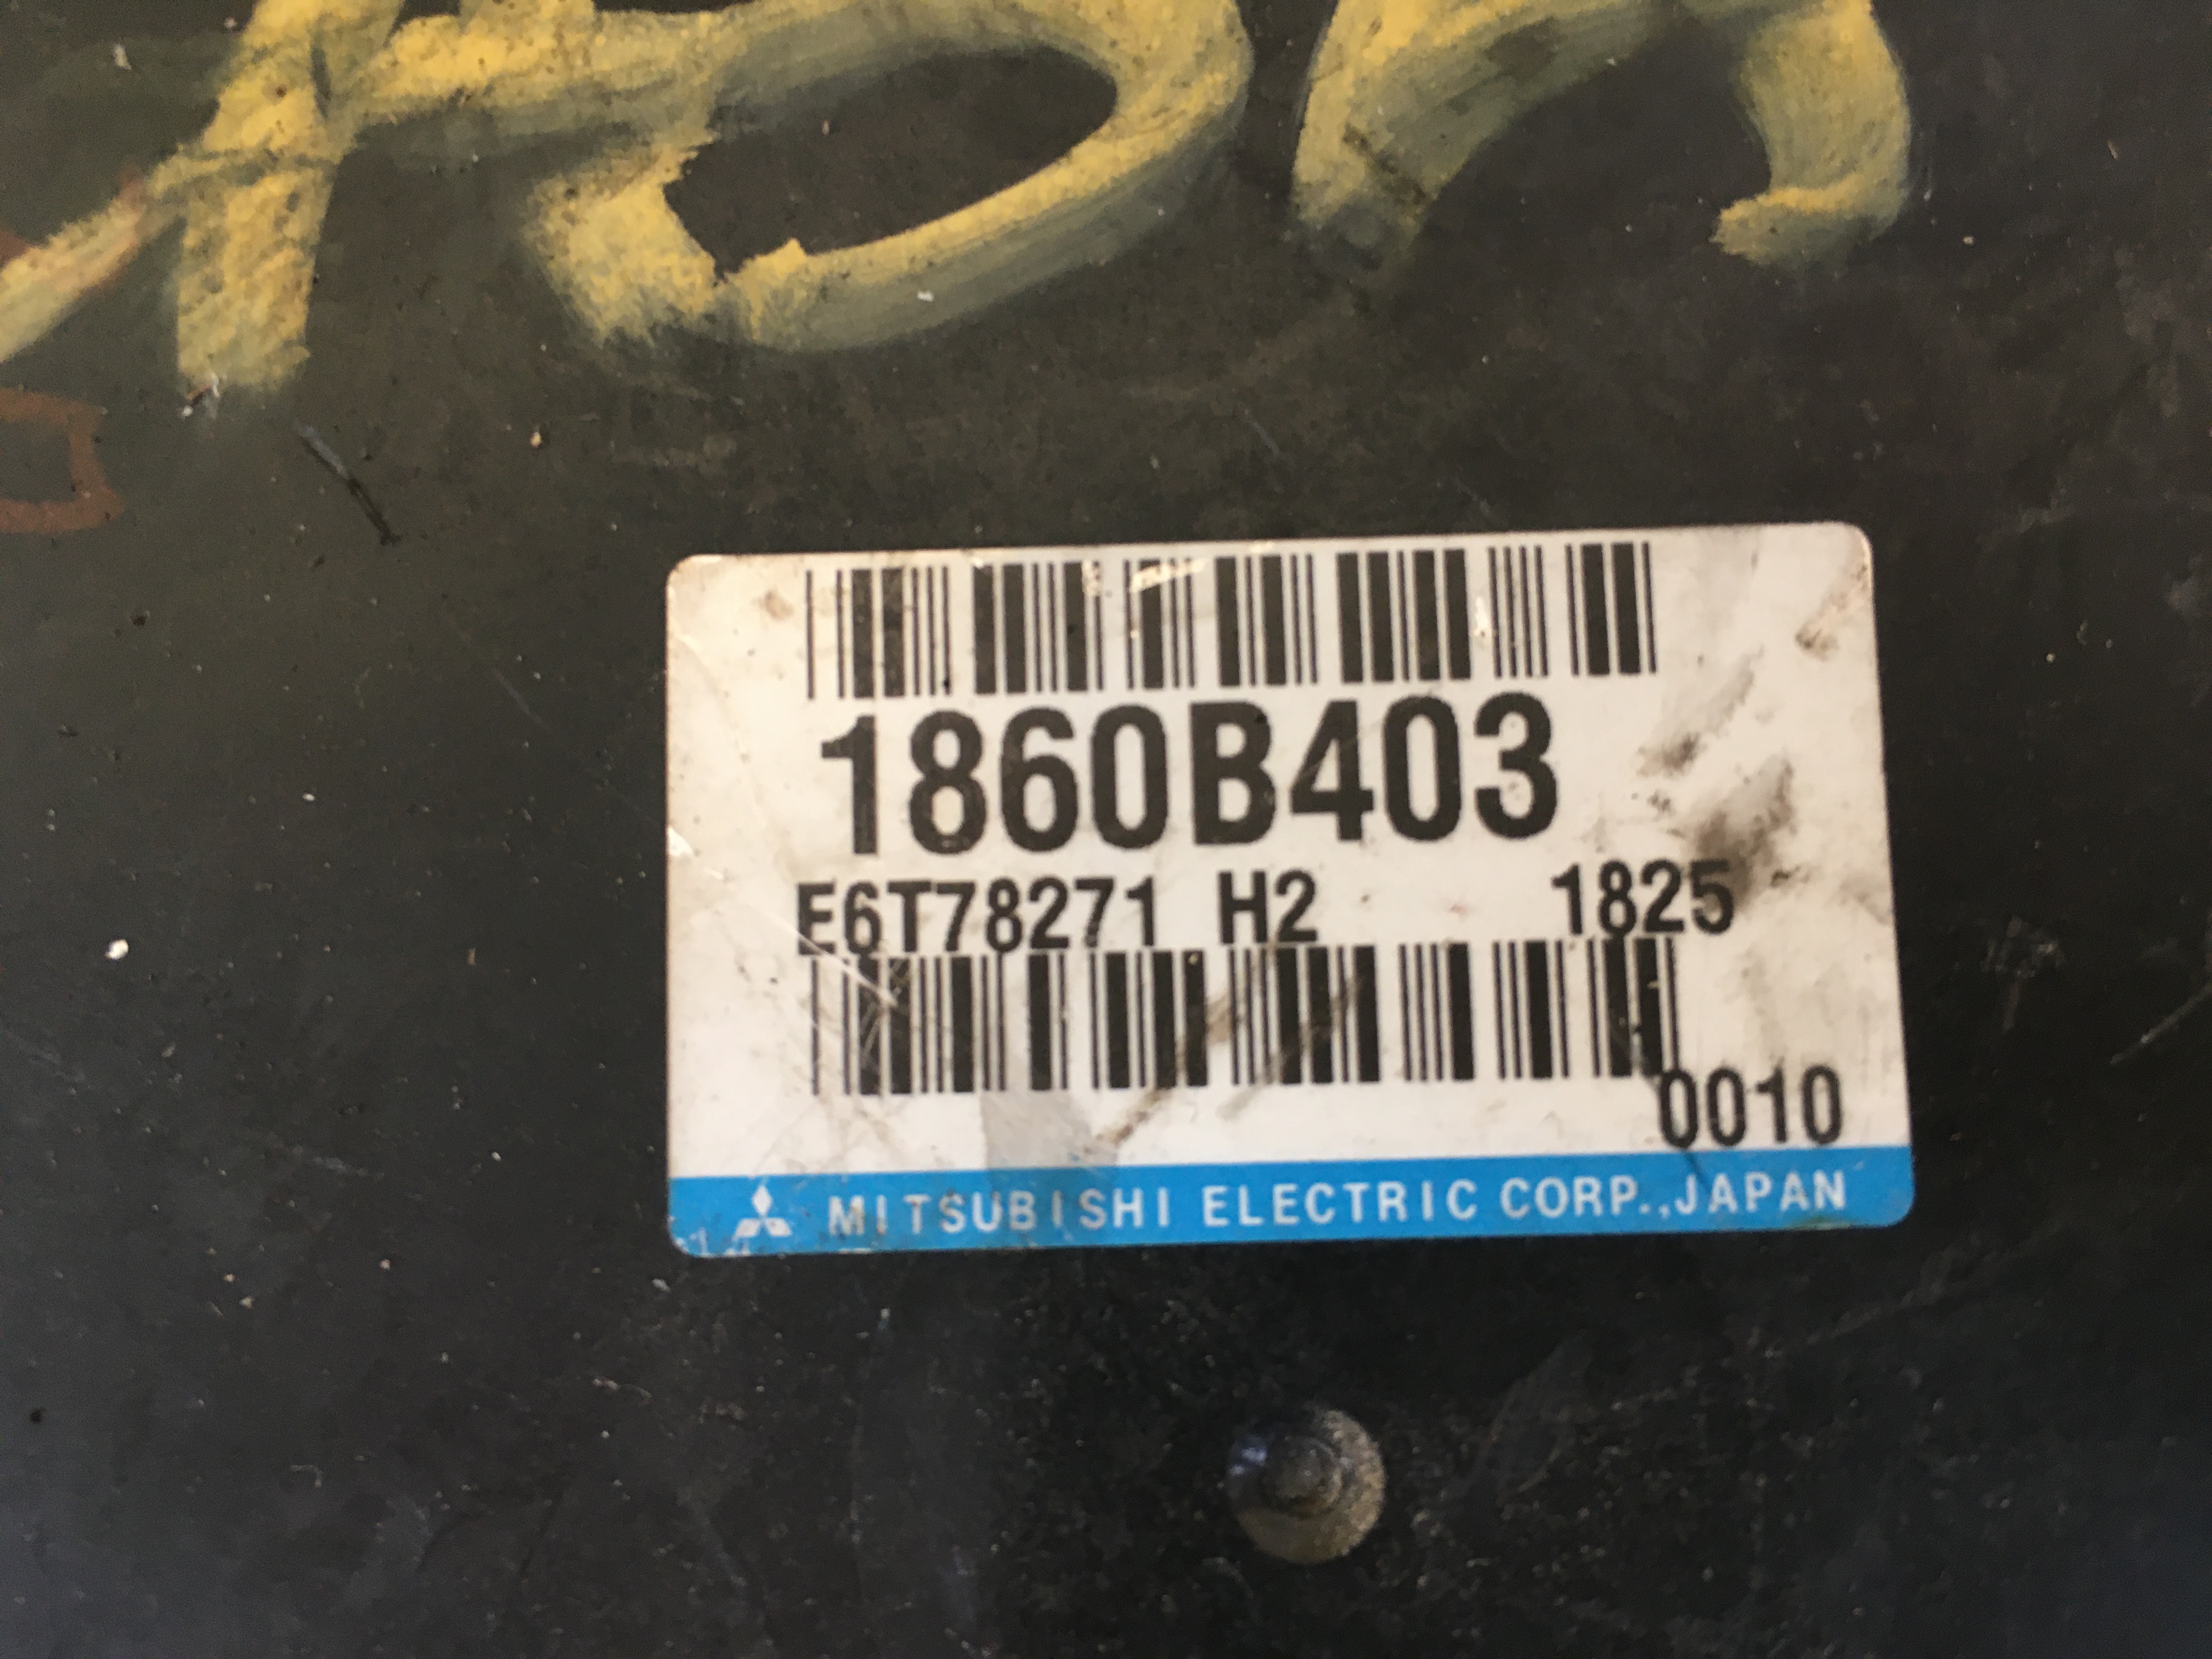 1860B403
E6T78271 H2 1825
0010
MITSUBISHI ELECTRIC CORP.,JAPAN